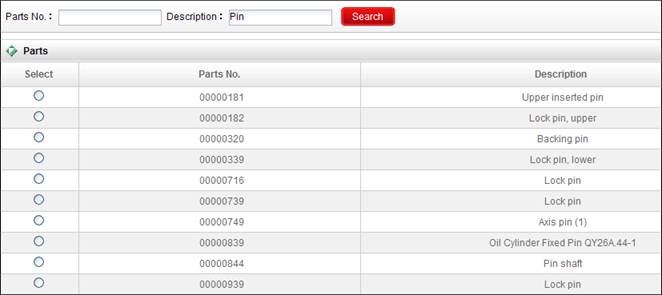 Parts No.: Description: Pin Search
Parts
Select Parts No. Description
00000181 Upper inserted pin
00000182 Lock pin, upper
00000320 Backing pin
00000339 Lock pin, lower
00000716 Lock pin
00000739 Lock pin
00000749 Axis pin (1)
00000839 Oil Cylinder Fixed Pin QY26A.44-1
00000844 Pin shaft
00000939 Lock pin